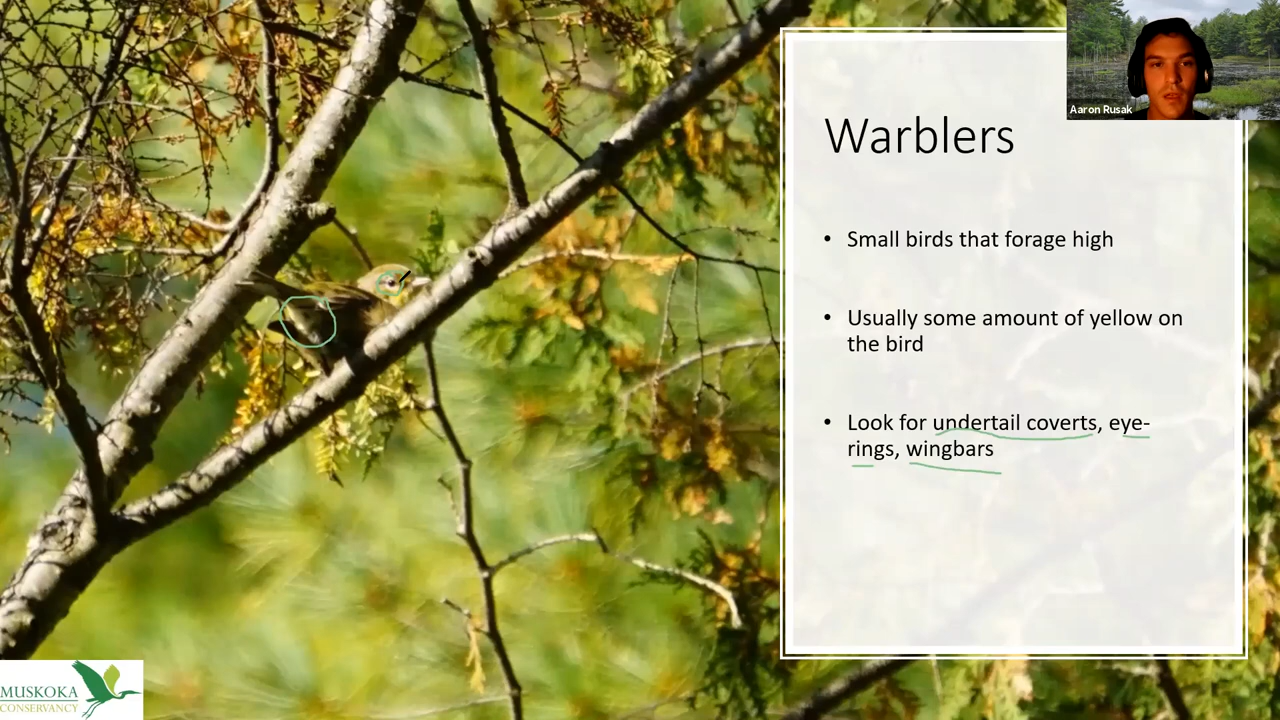 Aaron Rusak
Warblers
• Small birds that forage high
• Usually some amount of yellow on
the bird
• Look for undertail coverts, eye-
rings, wingbars
MUSKOKA
CONSERVANCY